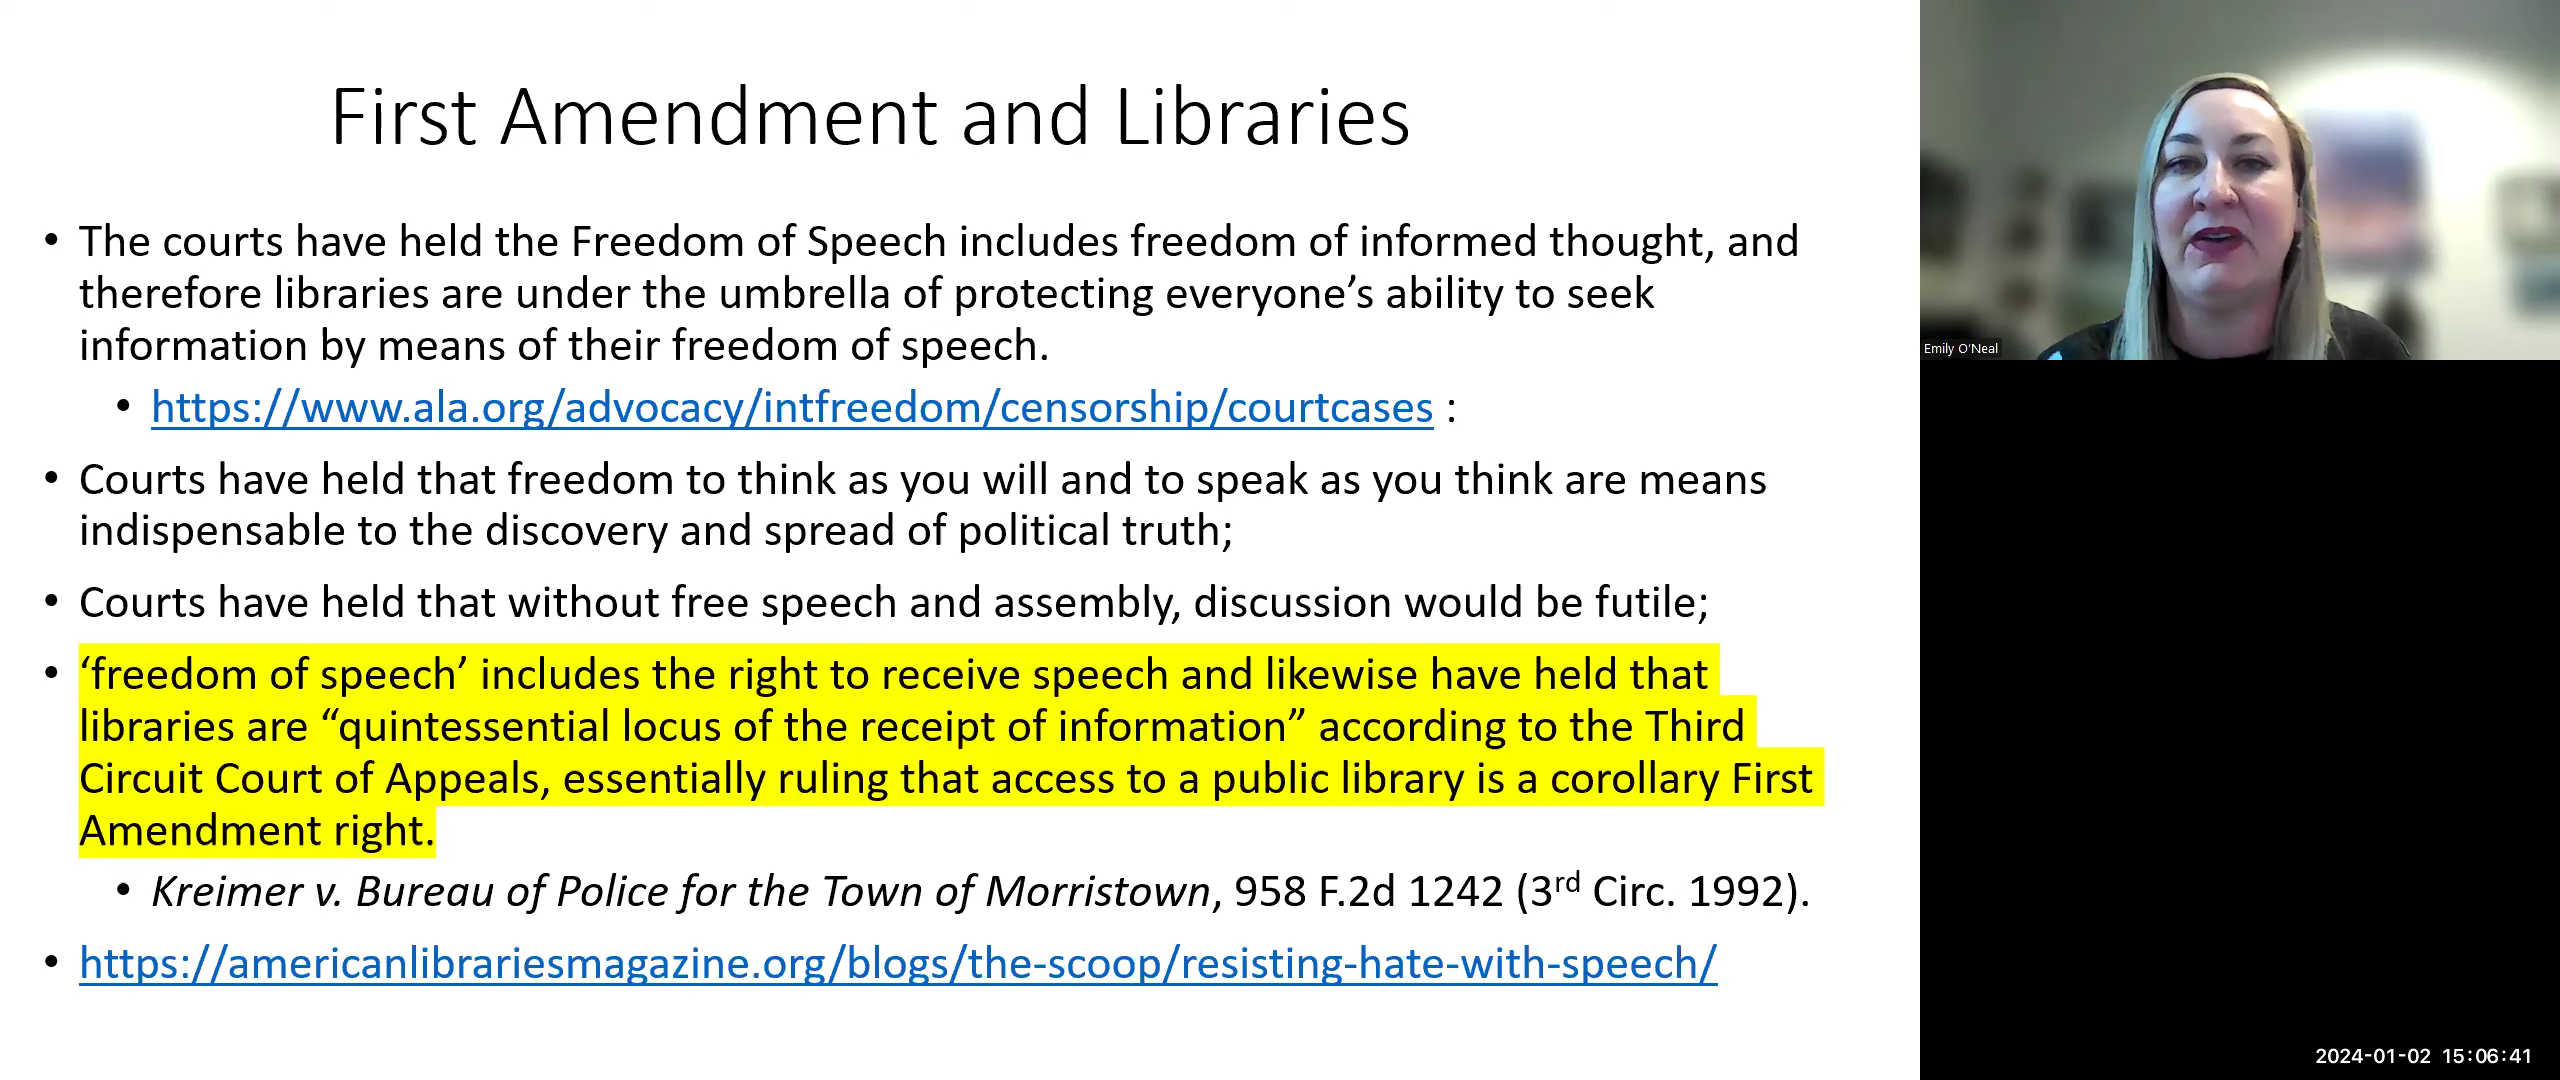 First Amendment and Libraries
• The courts have held the Freedom of Speech includes freedom of informed thought, and
therefore libraries are under the umbrella of protecting everyone’s ability to seek
information by means of their freedom of speech.
• https://www.ala.org/advocacy/intfreedom/censorship/courtcases :
• Courts have held that freedom to think as you will and to speak as you think are means
indispensable to the discovery and spread of political truth;
• Courts have held that without free speech and assembly, discussion would be futile;
• ‘freedom of speech’ includes the right to receive speech and likewise have held that
libraries are “quintessential locus of the receipt of information” according to the Third
Circuit Court of Appeals, essentially ruling that access to a public library is a corollary First
Amendment right.
• Kreimer v. Bureau of Police for the Town of Morristown, 958 F.2d 1242 (3rd Circ. 1992).
• https://americanlibrariesmagazine.org/blogs/the-scoop/resisting-hate-with-speech/
Emily O'Neal
2024-01-02 15:06:41